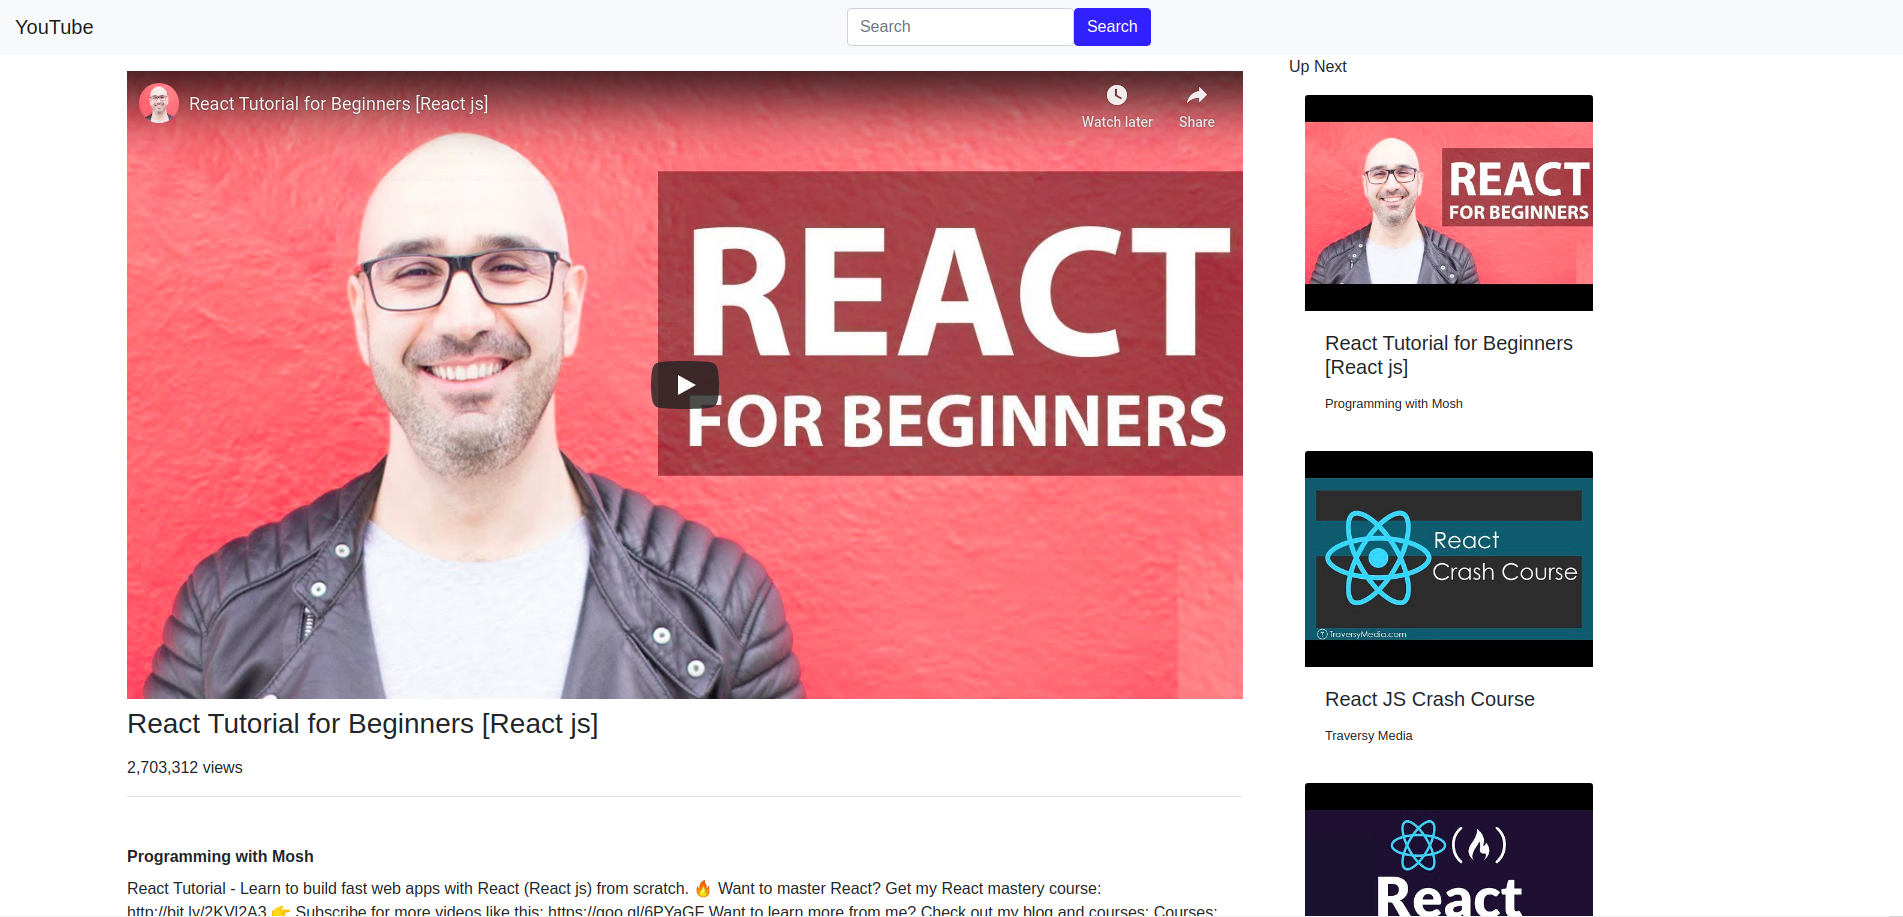 YouTube
Search
Search
React Tutorial for Beginners [React js]
Watch later
Share
REACT
FOR BEGINNERS
React Tutorial for Beginners [React js]
2,703,312 views
Programming with Mosh
React Tutorial - Learn to build fast web apps with React (React js) from scratch. 🔥 Want to master React? Get my React mastery course:
http://bit.ly/2KVl2A3 👉 Subscribe for more videos like this: https://goo.gl/6PYaGF Want to learn more from me? Check out my blog and courses: Courses:
Up Next
REACT
FOR BEGINNERS
React Tutorial for Beginners
[React js]
Programming with Mosh
React
Crash Course
TraversyMedia.com
React JS Crash Course
Traversy Media
React